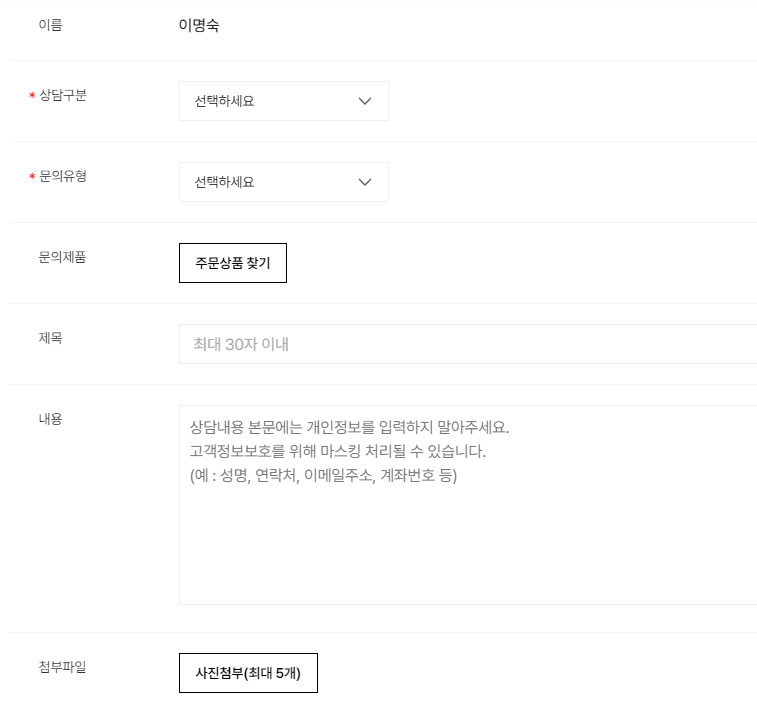 이름 이명숙
* 상담구분 선택하세요
* 문의유형 선택하세요
문의제품 주문상품 찾기
제목 최대 30자 이내
내용 상담내용 본문에는 개인정보를 입력하지 말아주세요.
고객정보보호를 위해 마스킹 처리될 수 있습니다.
(예 : 성명, 연락처, 이메일주소, 계좌번호 등)
첨부파일 사진첨부(최대 5개)